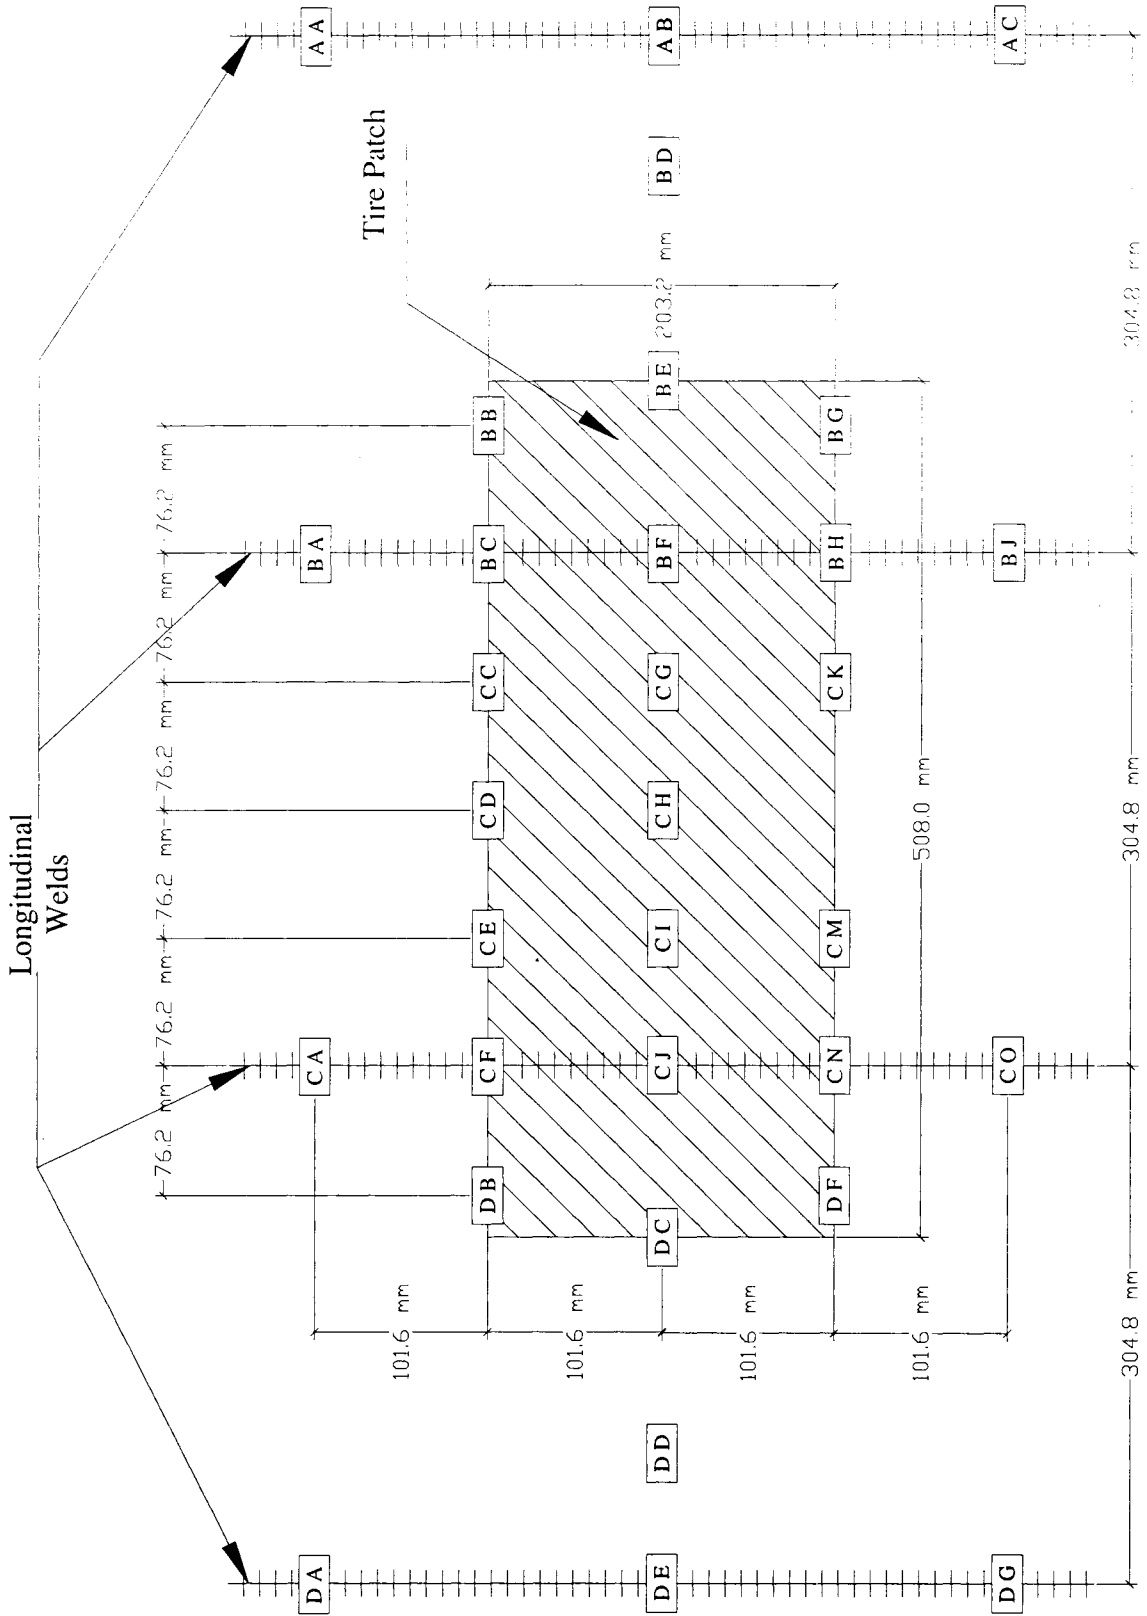 Longitudinal
Welds
76.2 mm 76.2 mm 76.2 mm 76.2 mm 76.2 mm 76.2 mm
DA CA BA AA
Tire Patch
101.6 mm
DB CF CE CD CC BC BB
101.6 mm
DE DD DC CJ CI CH CG BF BE 203.2 mm BD AB
101.6 mm
DF CN CM CK BH BG
101.6 mm 508.0 mm
DG CO BJ AC
304.8 mm 304.8 mm 304.8 mm